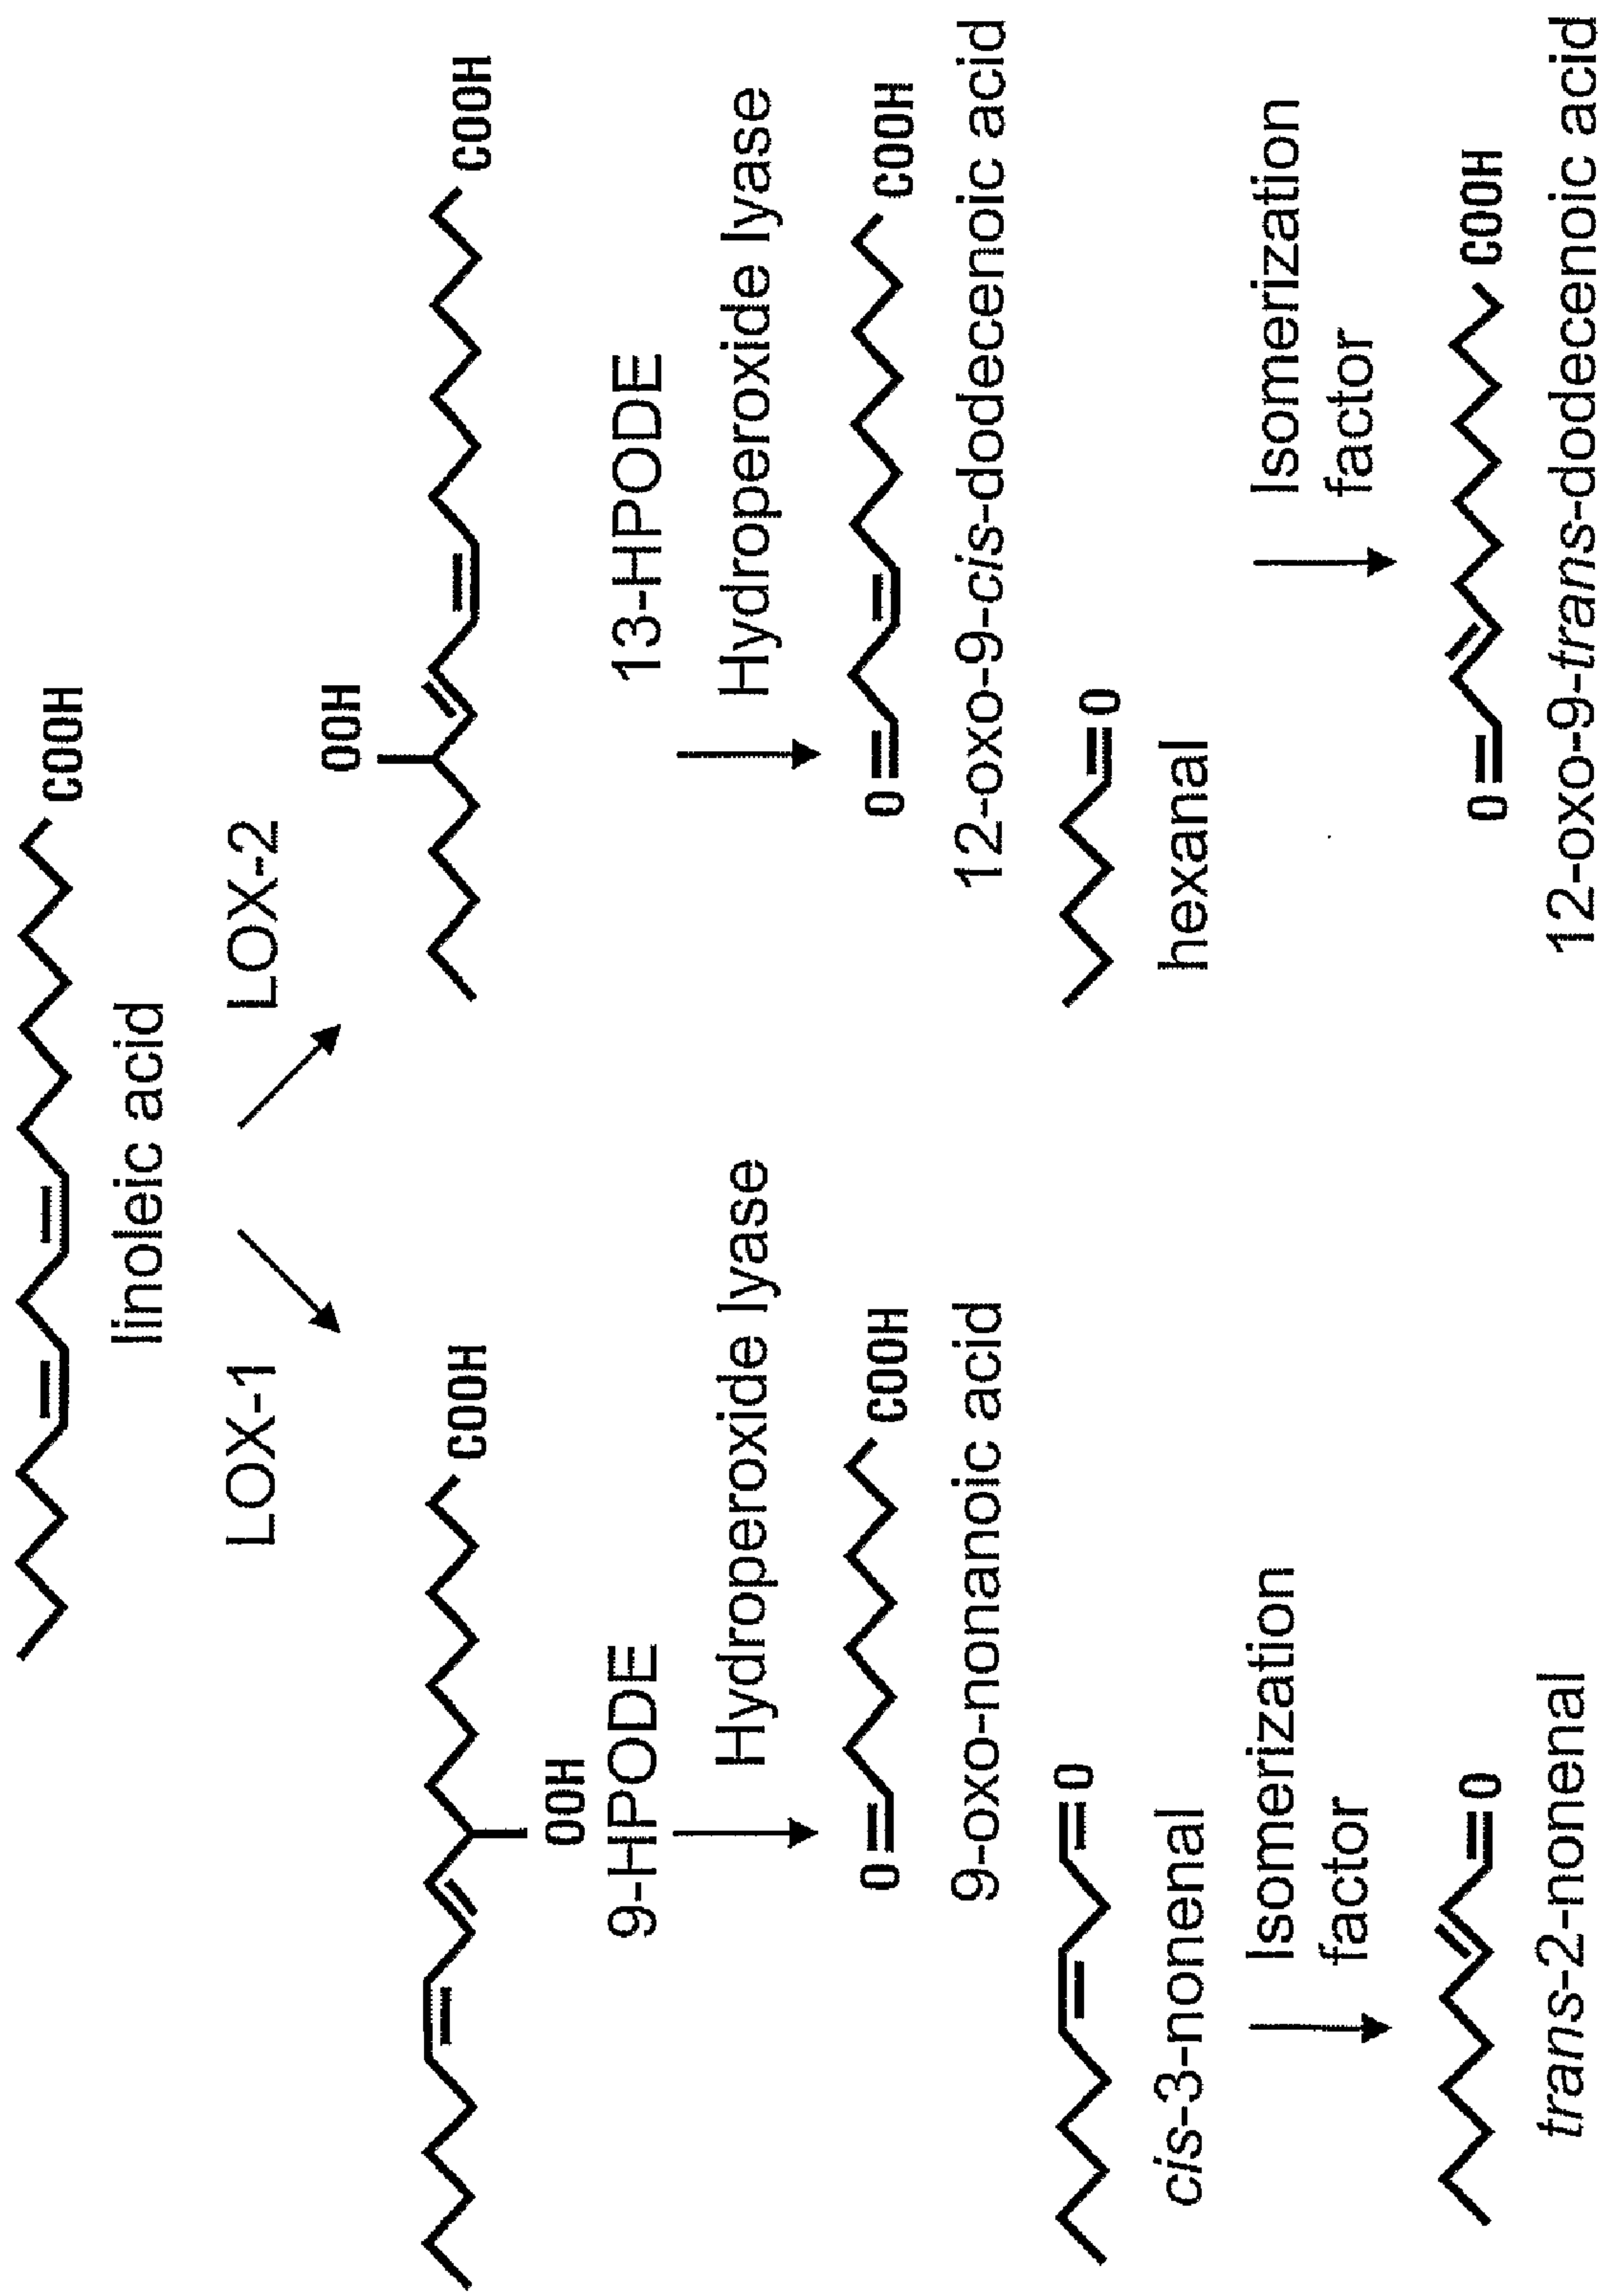 COOH
linoleic acid
LOX-1
LOX-2
COOH
OOH
9-HPODE
OOH
COOH
13-HPODE
Hydroperoxide lyase
Hydroperoxide lyase
O
COOH
9-oxo-nonanoic acid
O
COOH
12-oxo-9-cis-dodecenoic acid
O
cis-3-nonenal
O
hexanal
Isomerization
factor
Isomerization
factor
O
trans-2-nonenal
O
COOH
12-oxo-9-trans-dodecenoic acid